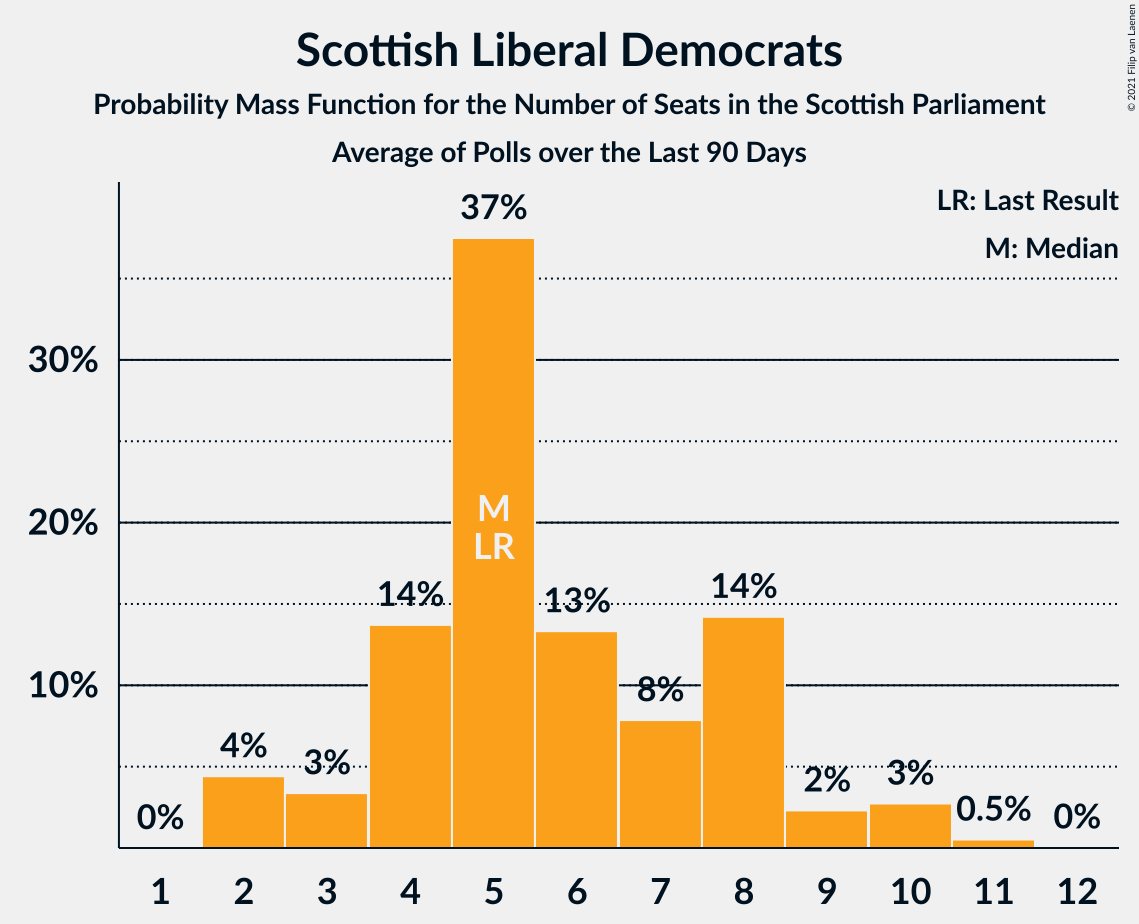 Scottish Liberal Democrats
Probability Mass Function for the Number of Seats in the Scottish Parliament
Average of Polls over the Last 90 Days
© 2021 Filip van Laenen
LR: Last Result
M: Median
37%
30%
20%
10%
M
LR
0%
4%
3%
14%
13%
8%
14%
2%
3%
0.5%
0%
1 2 3 4 5 6 7 8 9 10 11 12